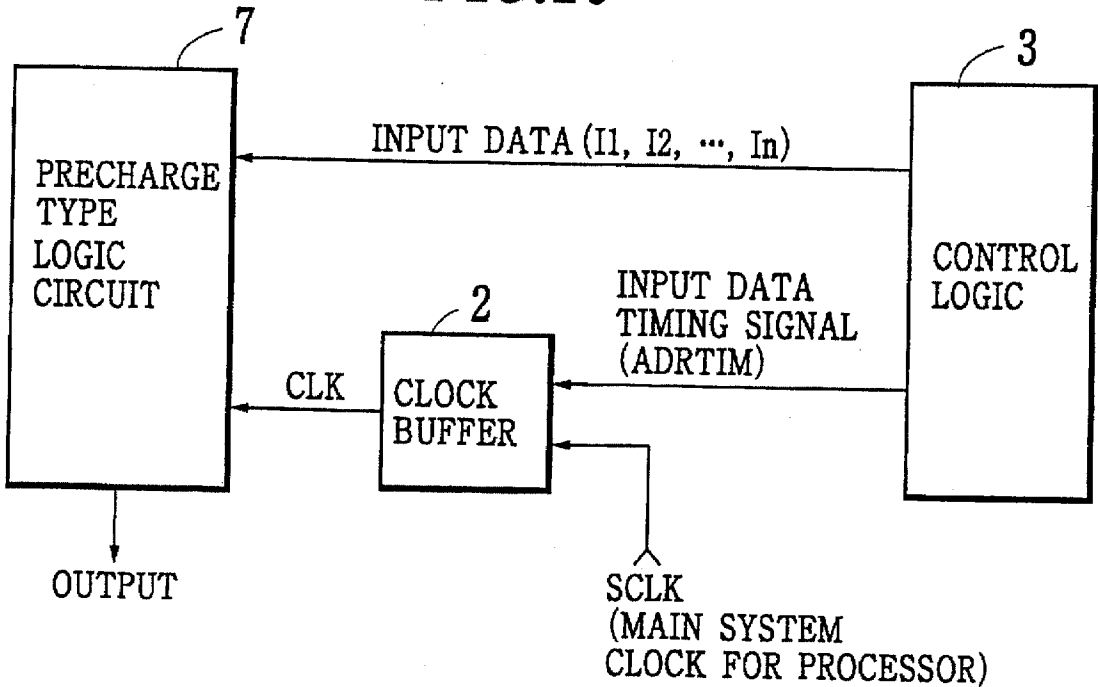 7
3
INPUT DATA (I1, I2, ⋯, In)
PRECHARGE
TYPE
LOGIC
CIRCUIT
CONTROL
LOGIC
INPUT DATA
TIMING SIGNAL
(ADRTIM)
2
CLK
CLOCK
BUFFER
OUTPUT
SCLK
(MAIN SYSTEM
CLOCK FOR PROCESSOR)